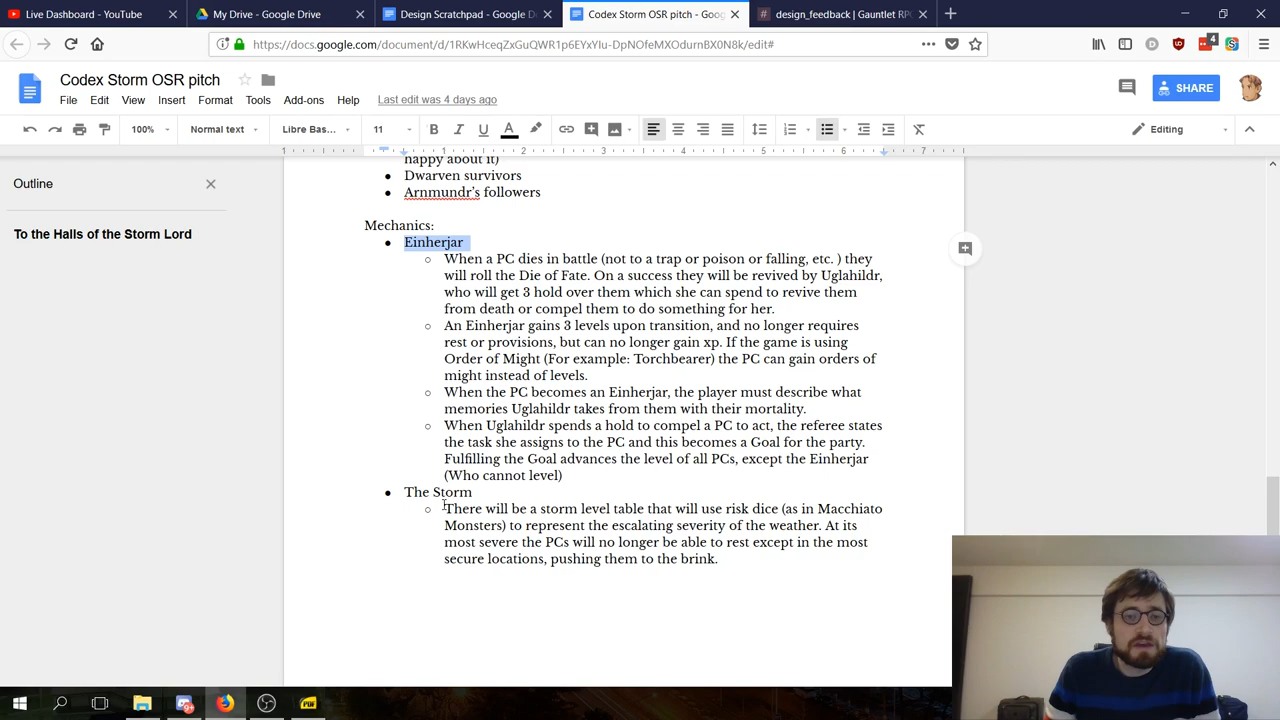 Live Dashboard - YouTube
My Drive - Google Drive
Design Scratchpad - Google D
Codex Storm OSR pitch - Goog
# design_feedback | Gauntlet RPG
https://docs.google.com/document/d/1RKwHceqZxGuQWR1p6EYxYIu-DpNOfeMXOdurnBX0N8k/edit#
4
Codex Storm OSR pitch
File Edit View Insert Format Tools Add-ons Help Last edit was 4 days ago
SHARE
100% Normal text Libre Bas... 11 B I U A Editing
1 1 2 3 4 5 6 7
Outline
To the Halls of the Storm Lord
happy about it)
● Dwarven survivors
● Arnmundr's followers
Mechanics:
● Einherjar
○ When a PC dies in battle (not to a trap or poison or falling, etc. ) they
will roll the Die of Fate. On a success they will be revived by Uglahildr,
who will get 3 hold over them which she can spend to revive them
from death or compel them to do something for her.
○ An Einherjar gains 3 levels upon transition, and no longer requires
rest or provisions, but can no longer gain xp. If the game is using
Order of Might (For example: Torchbearer) the PC can gain orders of
might instead of levels.
○ When the PC becomes an Einherjar, the player must describe what
memories Uglahildr takes from them with their mortality.
○ When Uglahildr spends a hold to compel a PC to act, the referee states
the task she assigns to the PC and this becomes a Goal for the party.
Fulfilling the Goal advances the level of all PCs, except the Einherjar
(Who cannot level)
● The Storm
○ There will be a storm level table that will use risk dice (as in Macchiato
Monsters) to represent the escalating severity of the weather. At its
most severe the PCs will no longer be able to rest except in the most
secure locations, pushing them to the brink.
PDF